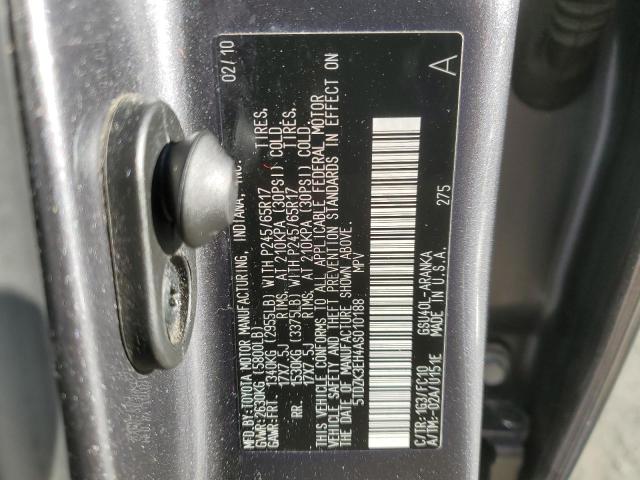 MFD.BY:TOYOTA MOTOR MANUFACTURING, INDIANA, INC. 02/10
GVWR:2630KG(5800LB)
GAWR:FRT. 1340KG (2955LB) WITH P245/65R17 TIRES,
17X7.5J RIMS, AT 210KPA (30PSI) COLD
RR. 1530KG (3375LB) WITH P245/65R17 TIRES,
17X7.5J RIMS, AT 210KPA (30PSI) COLD
THIS VEHICLE CONFORMS TO ALL APPLICABLE FEDERAL MOTOR
VEHICLE SAFETY AND THEFT PREVENTION STANDARDS IN EFFECT ON
THE DATE OF MANUFACTURE SHOWN ABOVE.
5TDZK3EH4AS010188 MPV
A
275
C/TR:1G3/FC10 GSU40L-ARANKA
A/TM-02A/U151E MADE IN U.S.A.